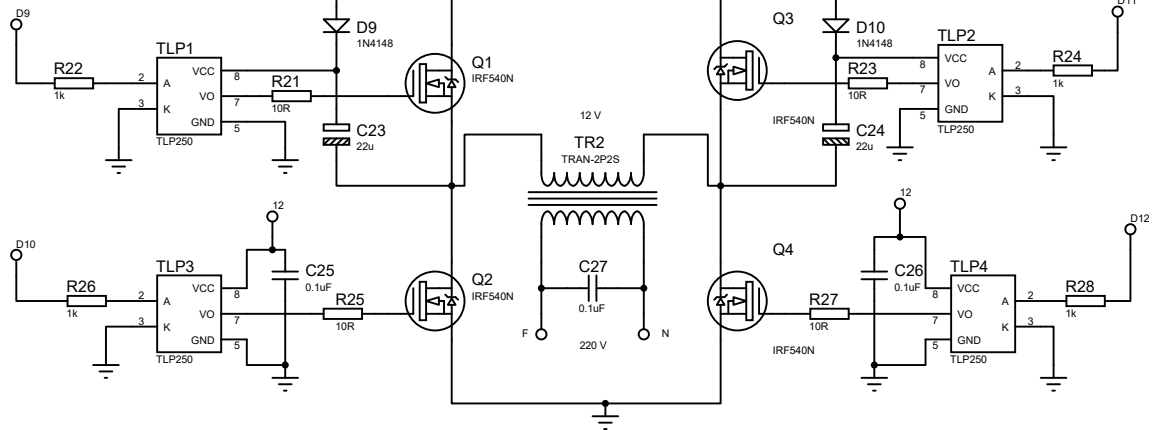 D9
R22
1k
TLP1
2
A
3
K
VCC
8
VO
7
GND
5
TLP250
R21
10R
D9
1N4148
C23
22u
Q1
IRF540N
12 V
TR2
TRAN-2P2S
Q3
IRF540N
D10
1N4148
C24
22u
R23
10R
TLP2
8
VCC
7
VO
5
GND
A
2
K
3
TLP250
R24
1k
D11
D10
R26
1k
TLP3
2
A
3
K
VCC
8
VO
7
GND
5
TLP250
12
C25
0.1uF
R25
10R
Q2
IRF540N
C27
0.1uF
F
N
220 V
Q4
IRF540N
R27
10R
12
C26
0.1uF
TLP4
8
VCC
7
VO
5
GND
A
2
K
3
TLP250
R28
1k
D12